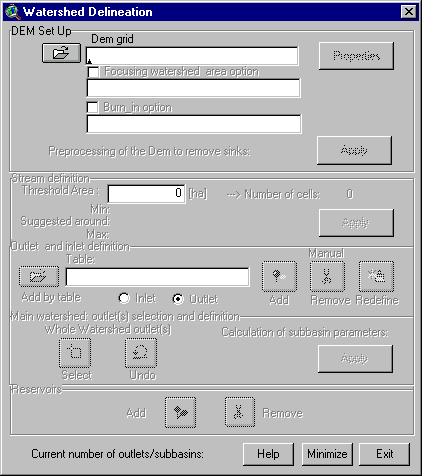 Watershed Delineation
DEM Set Up
Dem grid
Properties
Focusing watershed area option
Burn_in option
Preprocessing of the Dem to remove sinks:
Apply
Stream definition
Threshold Area :
0
[ha]
---> Number of cells:
0
Min:
Suggested around:
Max:
Apply
Outlet and inlet definition
Table:
Manual
Add by table
Inlet
Outlet
Add
Remove
Redefine
Main watershed: outlet(s) selection and definition
Whole Watershed outlet(s)
Calculation of subbasin parameters:
Select
Undo
Apply
Reservoirs
Add
Remove
Current number of outlets/subbasins:
Help
Minimize
Exit